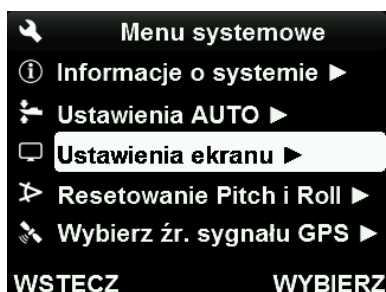 Menu systemowe
Informacje o systemie ►
Ustawienia AUTO ►
Ustawienia ekranu ►
Resetowanie Pitch i Roll ►
Wybierz źr. sygnału GPS ►
WSTECZ WYBIERZ